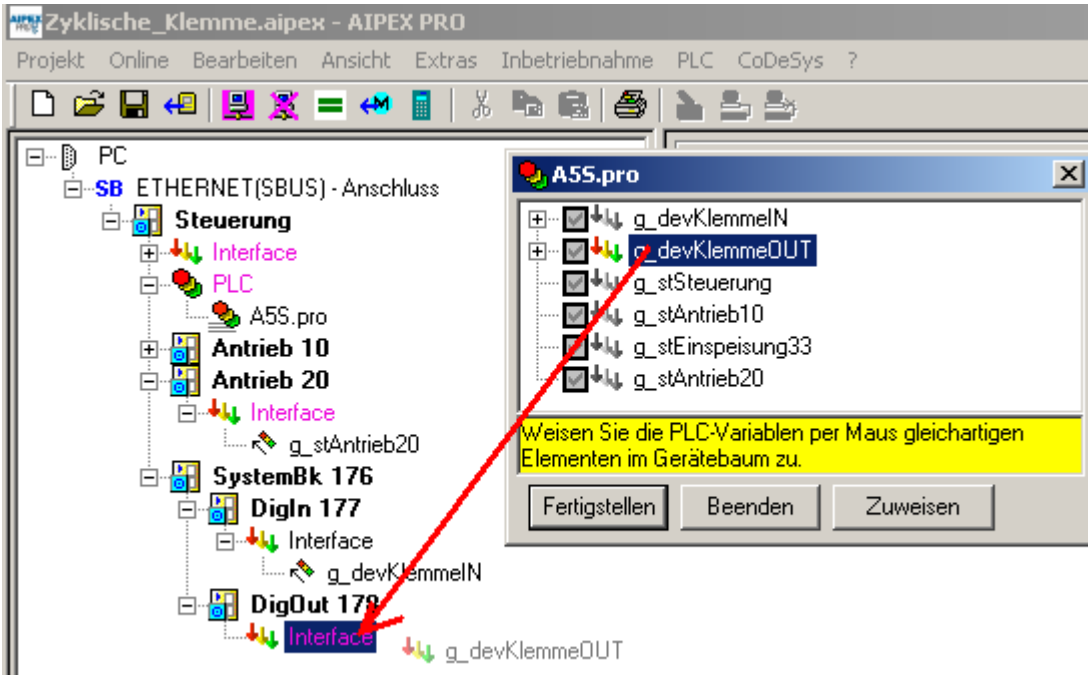 Zyklische_Klemme.aipex - AIPEX PRO
Projekt Online Bearbeiten Ansicht Extras Inbetriebnahme PLC CoDeSys ?
PC
SB ETHERNET(SBUS) - Anschluss
Steuerung
Interface
PLC
A5S.pro
Antrieb 10
Antrieb 20
Interface
g_stAntrieb20
SystemBk 176
DigIn 177
Interface
g_devKlemmeIN
DigOut 178
Interface
g_devKlemmeOUT
A5S.pro
g_devKlemmeIN
g_devKlemmeOUT
g_stSteuerung
g_stAntrieb10
g_stEinspeisung33
g_stAntrieb20
Weisen Sie die PLC-Variablen per Maus gleichartigen
Elementen im Gerätebaum zu.
Fertigstellen Beenden Zuweisen